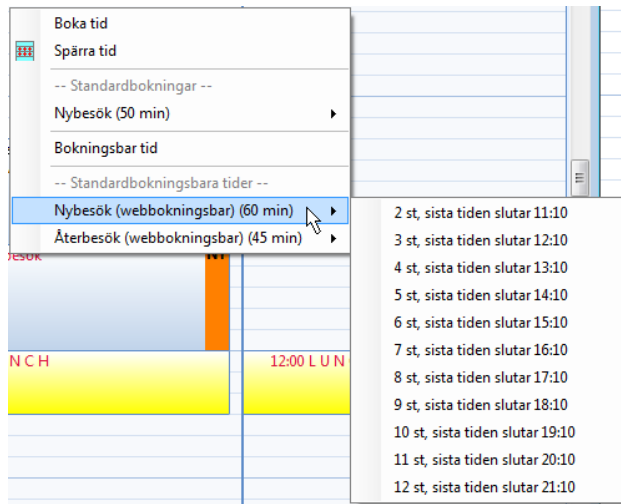 Boka tid
Spärra tid
-- Standardbokningar --
Nybesök (50 min)
Bokningsbar tid
-- Standardbokningsbara tider --
Nybesök (webbokningsbar) (60 min)
Återbesök (webbokningsbar) (45 min)
2 st, sista tiden slutar 11:10
3 st, sista tiden slutar 12:10
4 st, sista tiden slutar 13:10
5 st, sista tiden slutar 14:10
6 st, sista tiden slutar 15:10
7 st, sista tiden slutar 16:10
8 st, sista tiden slutar 17:10
9 st, sista tiden slutar 18:10
10 st, sista tiden slutar 19:10
11 st, sista tiden slutar 20:10
12 st, sista tiden slutar 21:10
N C H
12:00 L U N